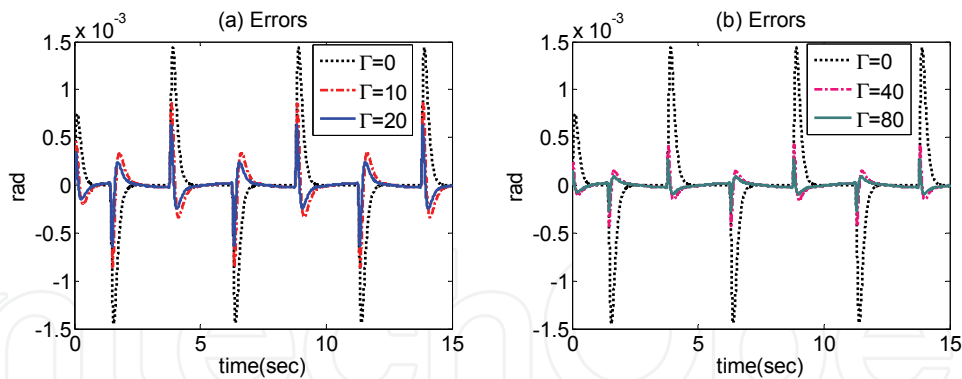 (a) Errors
x 10^-3
1.5
1
0.5
0
-0.5
-1
-1.5
rad
0 5 10 15
time(sec)
Γ=0
Γ=10
Γ=20
(b) Errors
x 10^-3
1.5
1
0.5
0
-0.5
-1
-1.5
rad
0 5 10 15
time(sec)
Γ=0
Γ=40
Γ=80